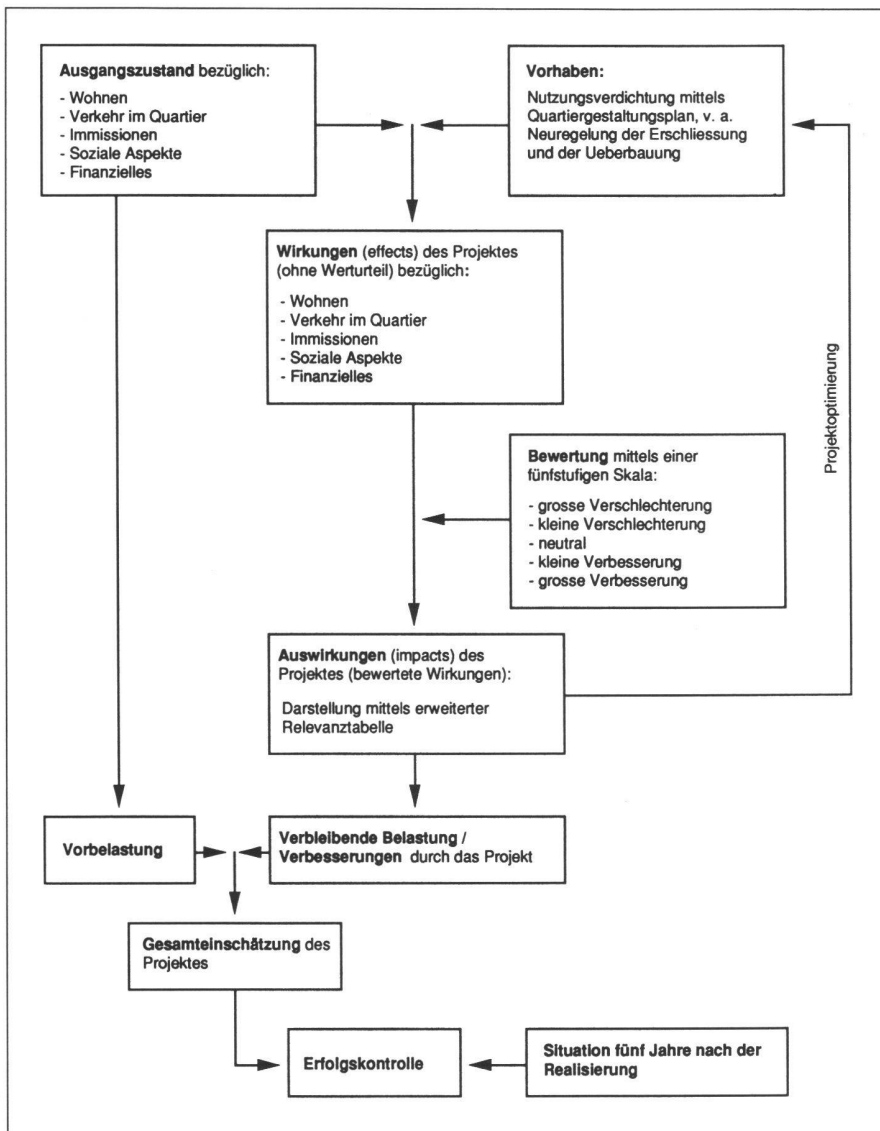 Ausgangszustand bezüglich:
- Wohnen
- Verkehr im Quartier
- Immissionen
- Soziale Aspekte
- Finanzielles
Vorhaben:
Nutzungsverdichtung mittels
Quartiergestaltungsplan, v. a.
Neuregelung der Erschliessung
und der Ueberbauung
Wirkungen (effects) des Projektes
(ohne Werturteil) bezüglich:
- Wohnen
- Verkehr im Quartier
- Immissionen
- Soziale Aspekte
- Finanzielles
Projektoptimierung
Bewertung mittels einer
fünfstufigen Skala:
- grosse Verschlechterung
- kleine Verschlechterung
- neutral
- kleine Verbesserung
- grosse Verbesserung
Auswirkungen (impacts) des
Projektes (bewertete Wirkungen):
Darstellung mittels erweiterter
Relevanztabelle
Vorbelastung
Verbleibende Belastung /
Verbesserungen durch das Projekt
Gesamteinschätzung des
Projektes
Erfolgskontrolle
Situation fünf Jahre nach der
Realisierung